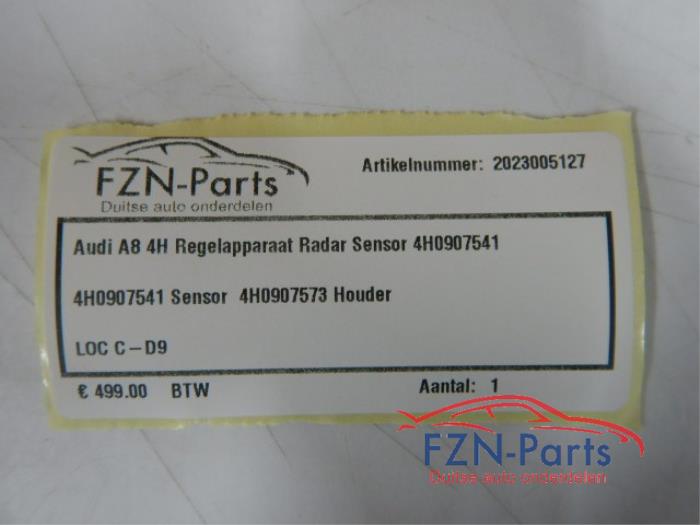 FZN-Parts
Duitse auto onderdelen
Artikelnummer: 2023005127
Audi A8 4H Regelapparaat Radar Sensor 4H0907541
4H0907541 Sensor 4H0907573 Houder
LOC C-D9
€ 499.00 BTW
Aantal: 1
FZN-Parts
Duitse auto onderdelen